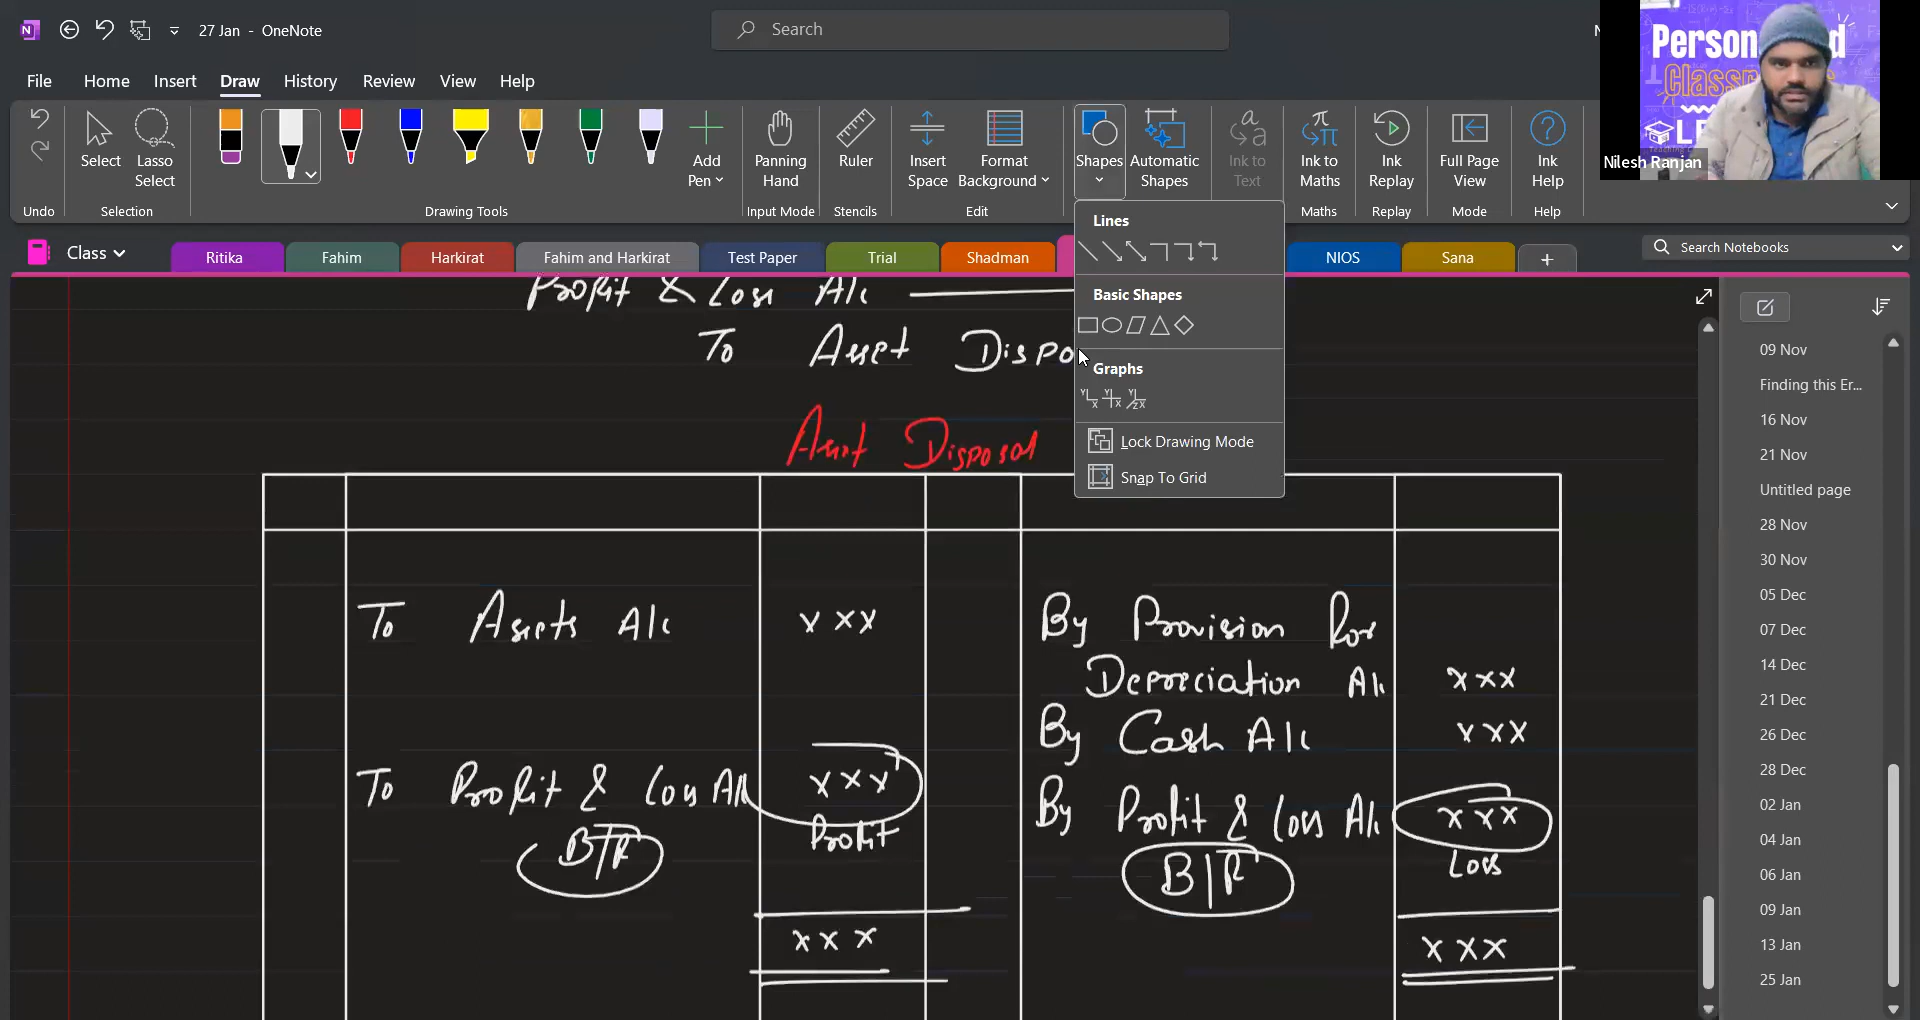 27 Jan - OneNote
Search
Person d
Classr s
LE
Nilesh Ranjan
File Home Insert Draw History Review View Help
Select
Lasso Select
Add Pen
Panning Hand
Ruler
Insert Space
Format Background
Shapes
Automatic Shapes
Ink to Text
Ink to Maths
Ink Replay
Full Page View
Ink Help
Undo Selection Drawing Tools Input Mode Stencils Edit Maths Replay Mode Help
Class Ritika Fahim Harkirat Fahim and Harkirat Test Paper Trial Shadman NIOS Sana +
Search Notebooks
Lines
Basic Shapes
Graphs
Lock Drawing Mode
Snap To Grid
Profit & Loss A/c
To Asset Dispo
Asset Disposal
To Assets A/c xxx
By Provision for
Depreciation A/c xxx
By Cash A/c xxx
To Profit & Loss A/c xxx
Profit
B/F
By Profit & Loss A/c xxx
Loss
B/F
xxx
xxx
09 Nov
Finding this Er...
16 Nov
21 Nov
Untitled page
28 Nov
30 Nov
05 Dec
07 Dec
14 Dec
21 Dec
26 Dec
28 Dec
02 Jan
04 Jan
06 Jan
09 Jan
13 Jan
25 Jan